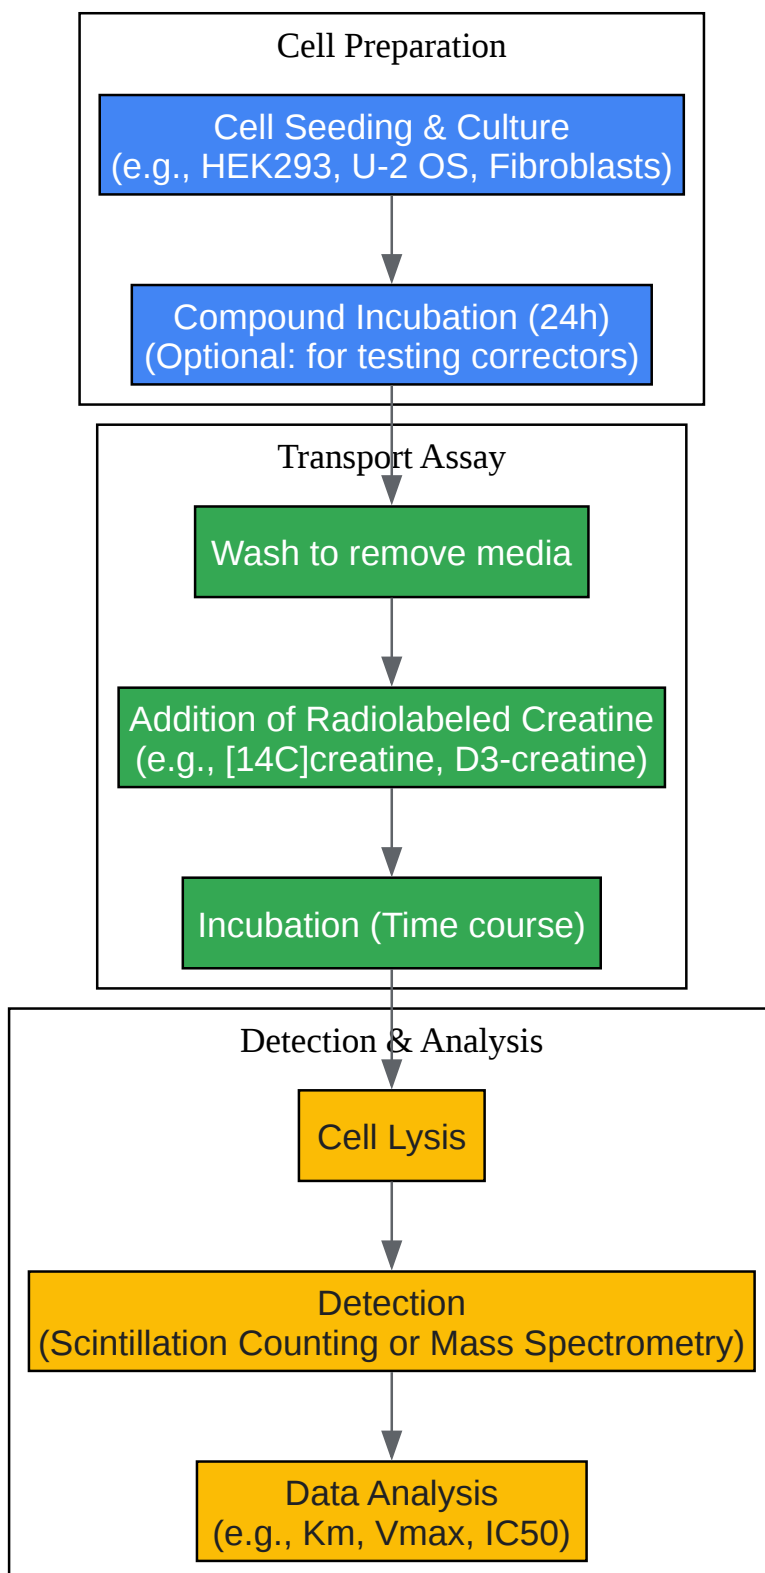 Cell Preparation
Cell Seeding & Culture
(e.g., HEK293, U-2 OS, Fibroblasts)
Compound Incubation (24h)
(Optional: for testing correctors)
Transport Assay
Wash to remove media
Addition of Radiolabeled Creatine
(e.g., [14C]creatine, D3-creatine)
Incubation (Time course)
Detection & Analysis
Cell Lysis
Detection
(Scintillation Counting or Mass Spectrometry)
Data Analysis
(e.g., Km, Vmax, IC50)